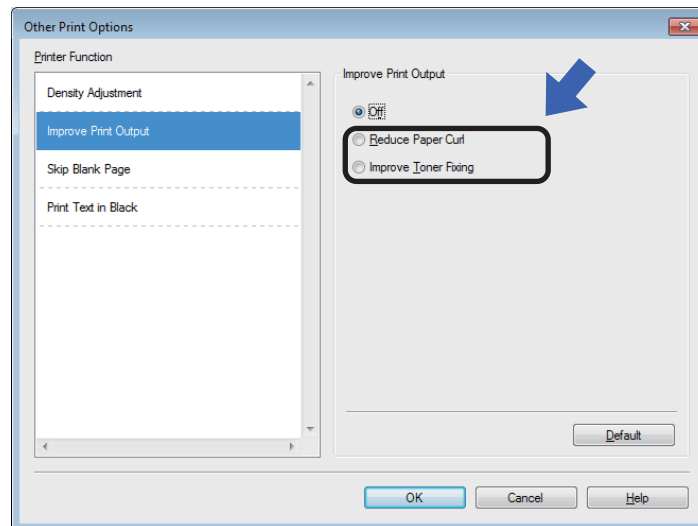 Other Print Options
Printer Function
Density Adjustment
Improve Print Output
Skip Blank Page
Print Text in Black
Improve Print Output
Off
Reduce Paper Curl
Improve Toner Fixing
Default
OK
Cancel
Help